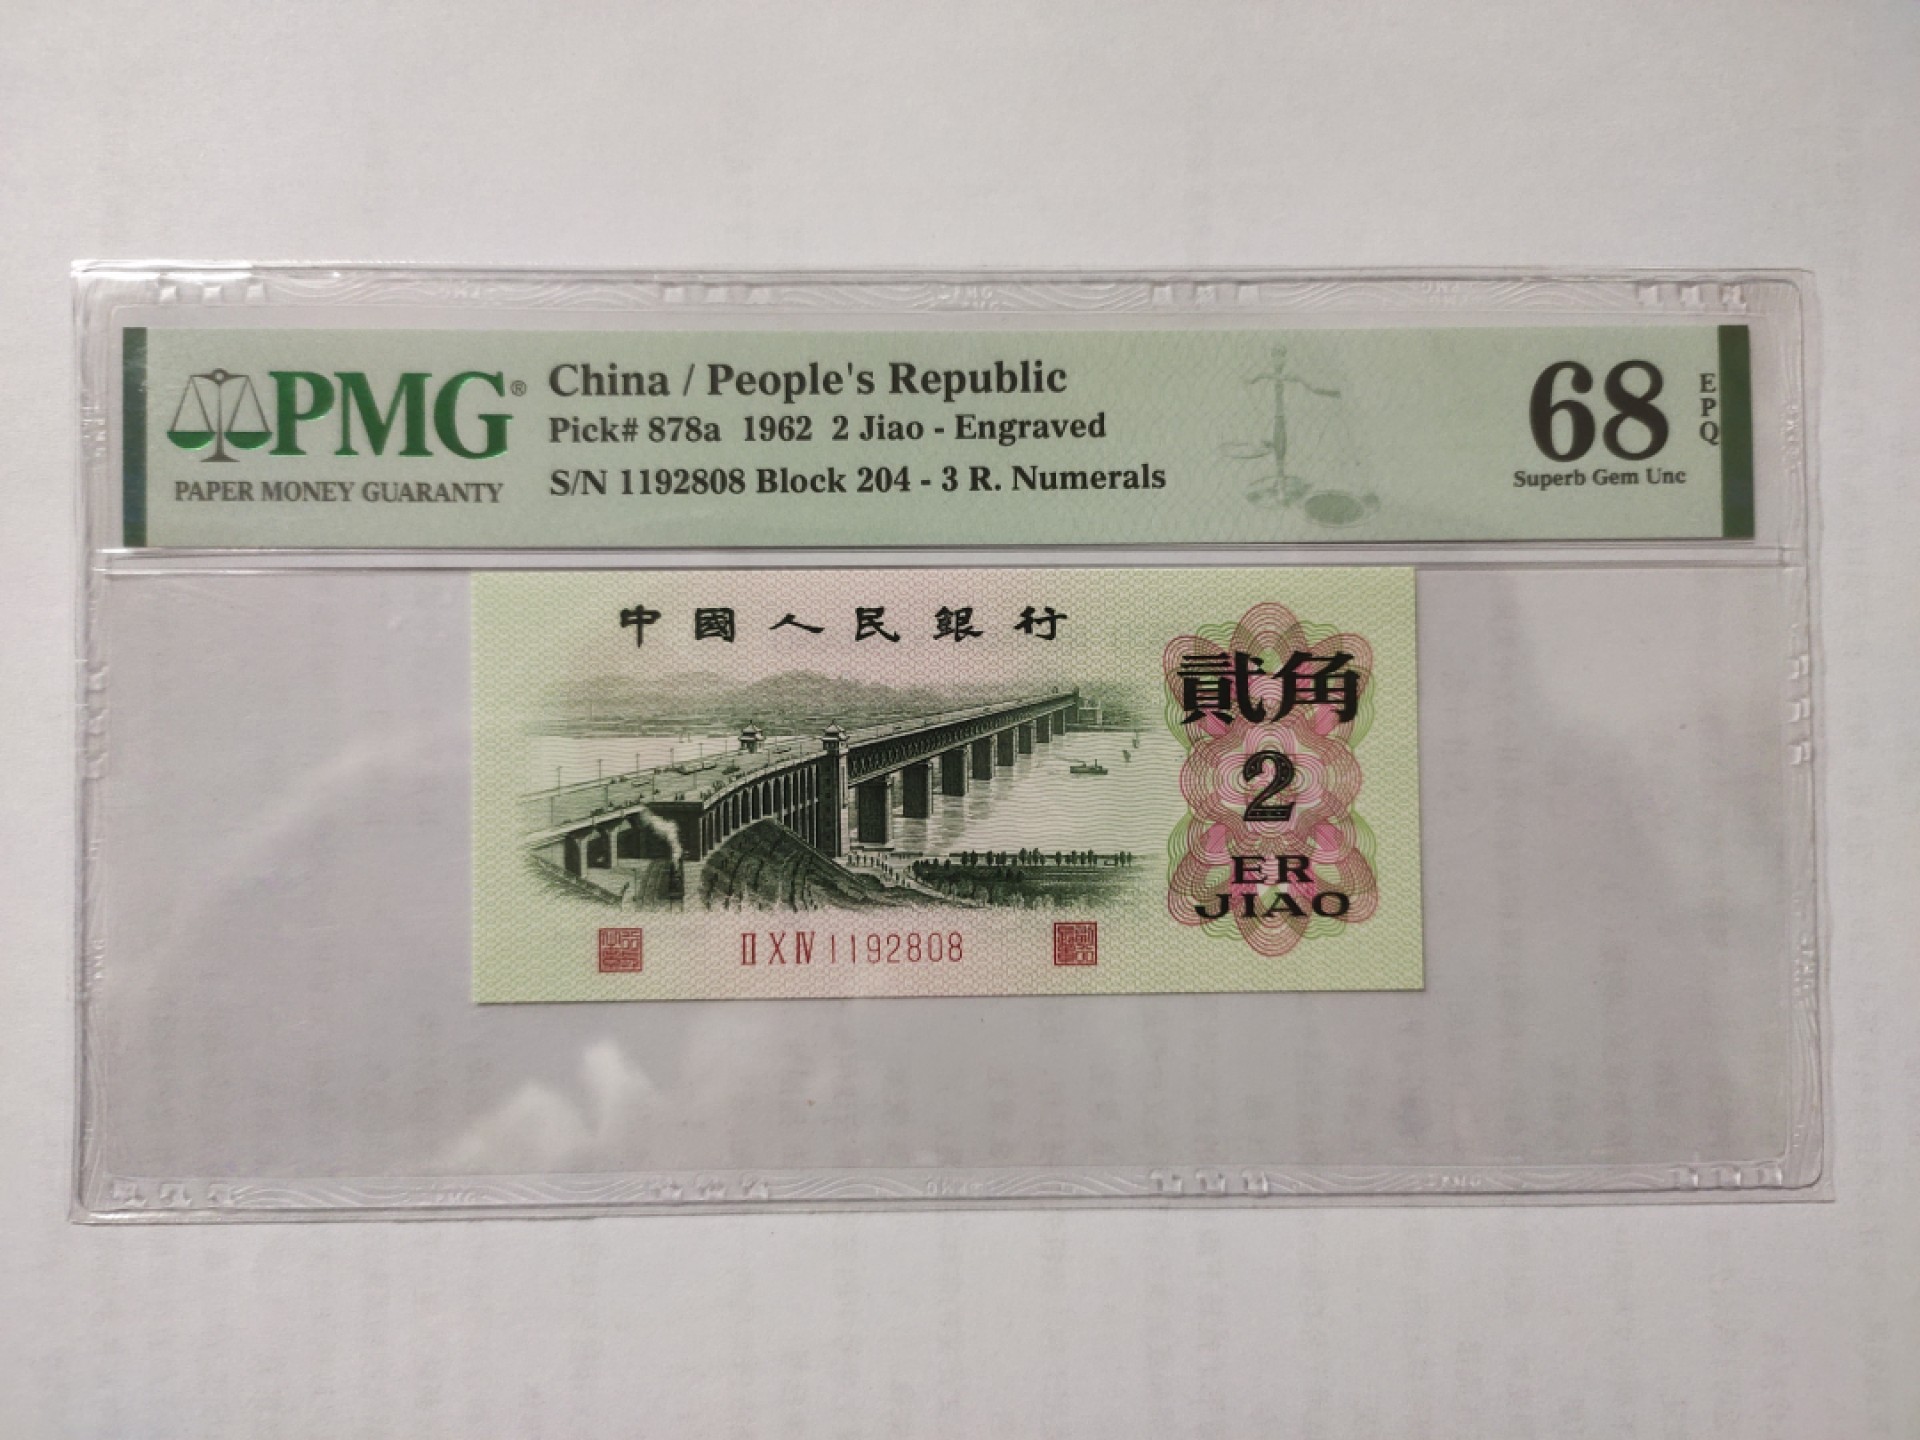 PMG®
PAPER MONEY GUARANTY
China / People's Republic
Pick# 878a 1962 2 Jiao - Engraved
S/N 1192808 Block 204 - 3 R. Numerals
68
EPQ
Superb Gem Unc
中國人民銀行
貳角
2
ER
JIAO
II X IV 1192808